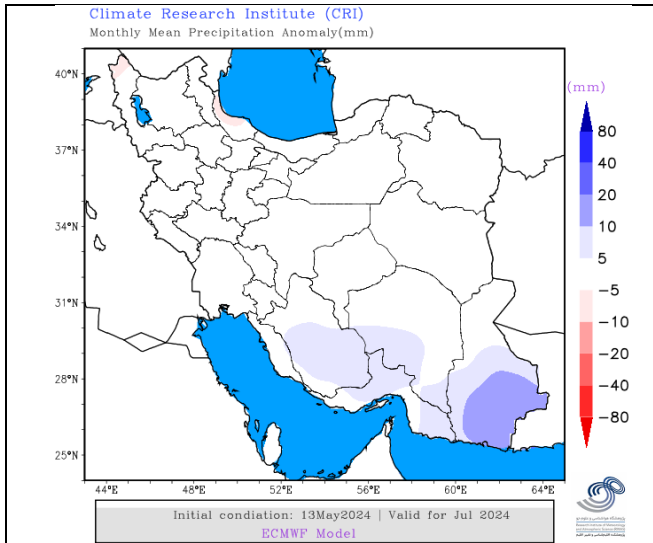 Climate Research Institute (CRI)
Monthly Mean Precipitation Anomaly(mm)
(mm)
40°N
37°N
34°N
31°N
28°N
25°N
44°E 48°E 52°E 56°E 60°E 64°E
80
40
20
10
5
−5
−10
−20
−40
−80
Initial condiation: 13May2024 | Valid for Jul 2024
ECMWF Model